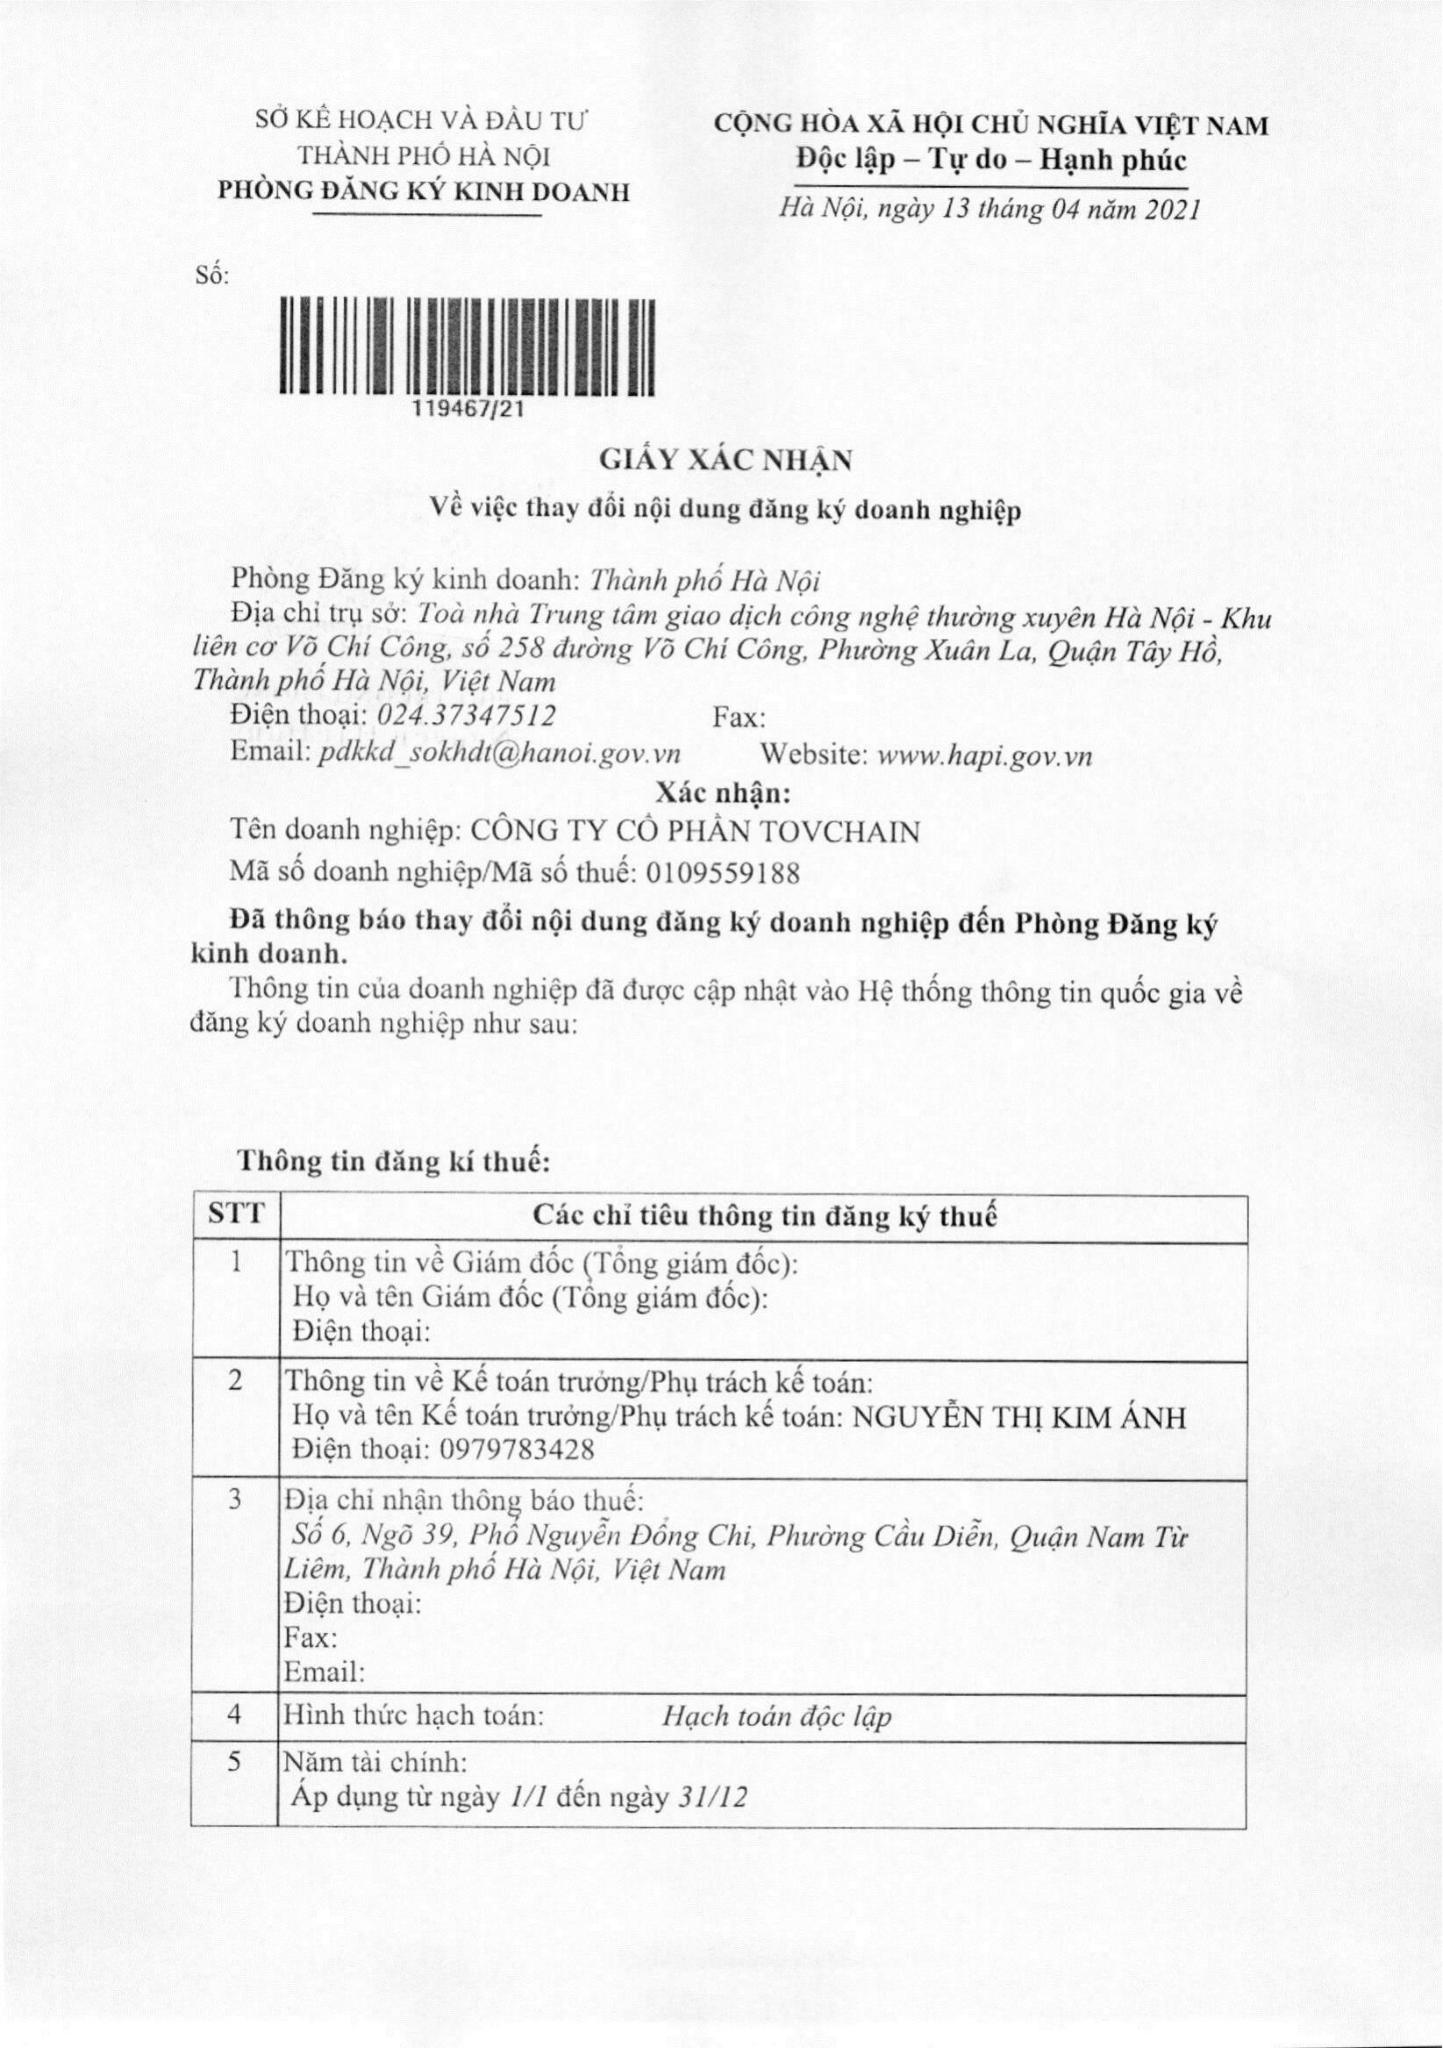 SỞ KẾ HOẠCH VÀ ĐẦU TƯ
THÀNH PHỐ HÀ NỘI
PHÒNG ĐĂNG KÝ KINH DOANH
CỘNG HÒA XÃ HỘI CHỦ NGHĨA VIỆT NAM
Độc lập – Tự do – Hạnh phúc
Hà Nội, ngày 13 tháng 04 năm 2021
Số:
119467/21
GIẤY XÁC NHẬN
Về việc thay đổi nội dung đăng ký doanh nghiệp
Phòng Đăng ký kinh doanh: Thành phố Hà Nội
Địa chỉ trụ sở: Toà nhà Trung tâm giao dịch công nghệ thường xuyên Hà Nội - Khu
liên cơ Võ Chí Công, số 258 đường Võ Chí Công, Phường Xuân La, Quận Tây Hồ,
Thành phố Hà Nội, Việt Nam
Điện thoại: 024.37347512 Fax:
Email: pdkkd_sokhdt@hanoi.gov.vn Website: www.hapi.gov.vn
Xác nhận:
Tên doanh nghiệp: CÔNG TY CỔ PHẦN TOVCHAIN
Mã số doanh nghiệp/Mã số thuế: 0109559188
Đã thông báo thay đổi nội dung đăng ký doanh nghiệp đến Phòng Đăng ký
kinh doanh.
Thông tin của doanh nghiệp đã được cập nhật vào Hệ thống thông tin quốc gia về
đăng ký doanh nghiệp như sau:
Thông tin đăng kí thuế:
STT Các chỉ tiêu thông tin đăng ký thuế
1 Thông tin về Giám đốc (Tổng giám đốc):
Họ và tên Giám đốc (Tổng giám đốc):
Điện thoại:
2 Thông tin về Kế toán trưởng/Phụ trách kế toán:
Họ và tên Kế toán trưởng/Phụ trách kế toán: NGUYỄN THỊ KIM ÁNH
Điện thoại: 0979783428
3 Địa chỉ nhận thông báo thuế:
Số 6, Ngõ 39, Phố Nguyễn Đổng Chi, Phường Cầu Diễn, Quận Nam Từ
Liêm, Thành phố Hà Nội, Việt Nam
Điện thoại:
Fax:
Email:
4 Hình thức hạch toán: Hạch toán độc lập
5 Năm tài chính:
Áp dụng từ ngày 1/1 đến ngày 31/12